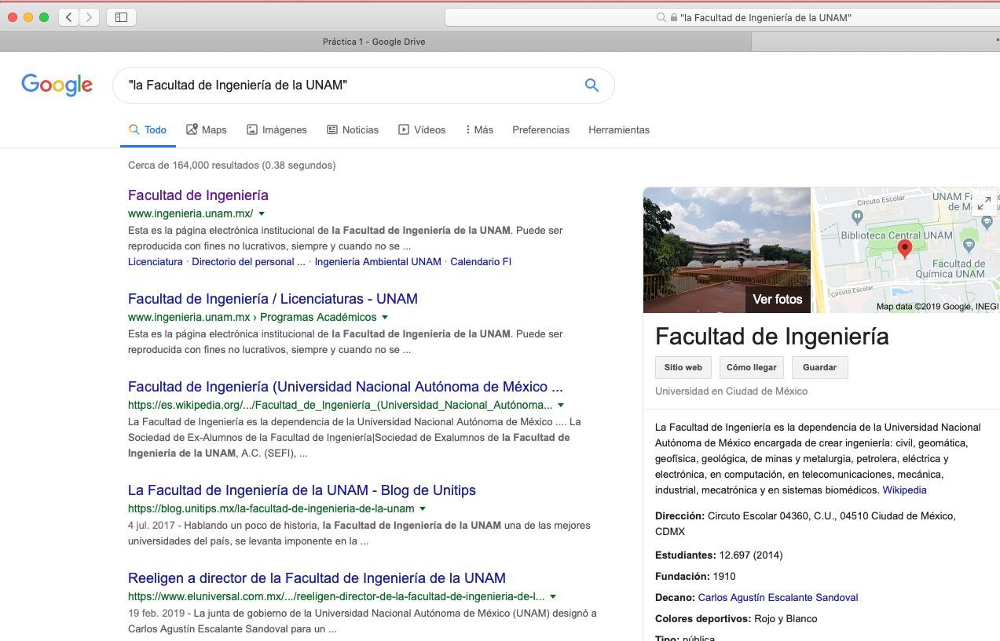 "la Facultad de Ingeniería de la UNAM"
Práctica 1 - Google Drive
Google
"la Facultad de Ingeniería de la UNAM"
Todo Maps Imágenes Noticias Vídeos Más Preferencias Herramientas
Cerca de 164,000 resultados (0.38 segundos)
Facultad de Ingeniería
www.ingenieria.unam.mx/
Esta es la página electrónica institucional de la Facultad de Ingeniería de la UNAM. Puede ser
reproducida con fines no lucrativos, siempre y cuando no se ...
Licenciatura · Directorio del personal ... · Ingeniería Ambiental UNAM · Calendario FI
Facultad de Ingeniería / Licenciaturas - UNAM
www.ingenieria.unam.mx › Programas Académicos
Esta es la página electrónica institucional de la Facultad de Ingeniería de la UNAM. Puede ser
reproducida con fines no lucrativos, siempre y cuando no se ...
Facultad de Ingeniería (Universidad Nacional Autónoma de México ...
https://es.wikipedia.org/.../Facultad_de_Ingeniería_(Universidad_Nacional_Autónoma...
La Facultad de Ingeniería es la dependencia de la Universidad Nacional Autónoma de México .... La
Sociedad de Ex-Alumnos de la Facultad de Ingeniería|Sociedad de Exalumnos de la Facultad de
Ingeniería de la UNAM, A.C. (SEFI), ...
La Facultad de Ingeniería de la UNAM - Blog de Unitips
https://blog.unitips.mx/la-facultad-de-ingenieria-de-la-unam
4 jul. 2017 - Hablando un poco de historia, la Facultad de Ingeniería de la UNAM una de las mejores
universidades del país, se levanta imponente en la ...
Reeligen a director de la Facultad de Ingeniería de la UNAM
https://www.eluniversal.com.mx/.../reeligen-director-de-la-facultad-de-ingenieria-de-l...
19 feb. 2019 - La junta de gobierno de la Universidad Nacional Autónoma de México (UNAM) designó a
Carlos Agustín Escalante Sandoval para un ...
Circuito Escolar
UNAM
de
Biblioteca Central UNAM
Facultad de
Química UNAM
Circuito Escolar
Ver fotos
Map data ©2019 Google, INEGI
Facultad de Ingeniería
Sitio web Cómo llegar Guardar
Universidad en Ciudad de México
La Facultad de Ingeniería es la dependencia de la Universidad Nacional
Autónoma de México encargada de crear ingeniería: civil, geomática,
geofísica, geológica, de minas y metalurgia, petrolera, eléctrica y
electrónica, en computación, en telecomunicaciones, mecánica,
industrial, mecatrónica y en sistemas biomédicos. Wikipedia
Dirección: Circuto Escolar 04360, C.U., 04510 Ciudad de México,
CDMX
Estudiantes: 12.697 (2014)
Fundación: 1910
Decano: Carlos Agustín Escalante Sandoval
Colores deportivos: Rojo y Blanco
Tipo: pública